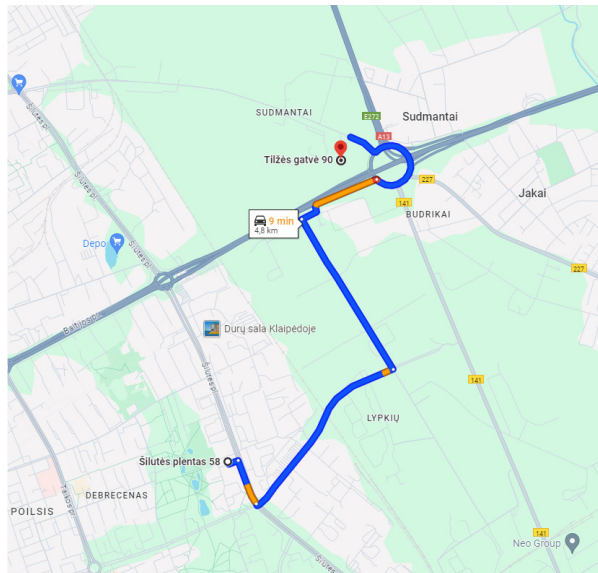 Šilutės pl.
SUDMANTAI
E272
Sudmantai
A13
Tilžės gatvė 90
227
Jakai
141
BUDRIKAI
9 min
4,8 km
Šilutės pl.
Depo
227
Baltijos pr.
Durų sala Klaipėdoje
Šilutės pl.
141
LYPKIŲ
Šilutės plentas 58
DEBRECENAS
Taikos pr.
POILSIS
141
Neo Group
Šilutės pl.